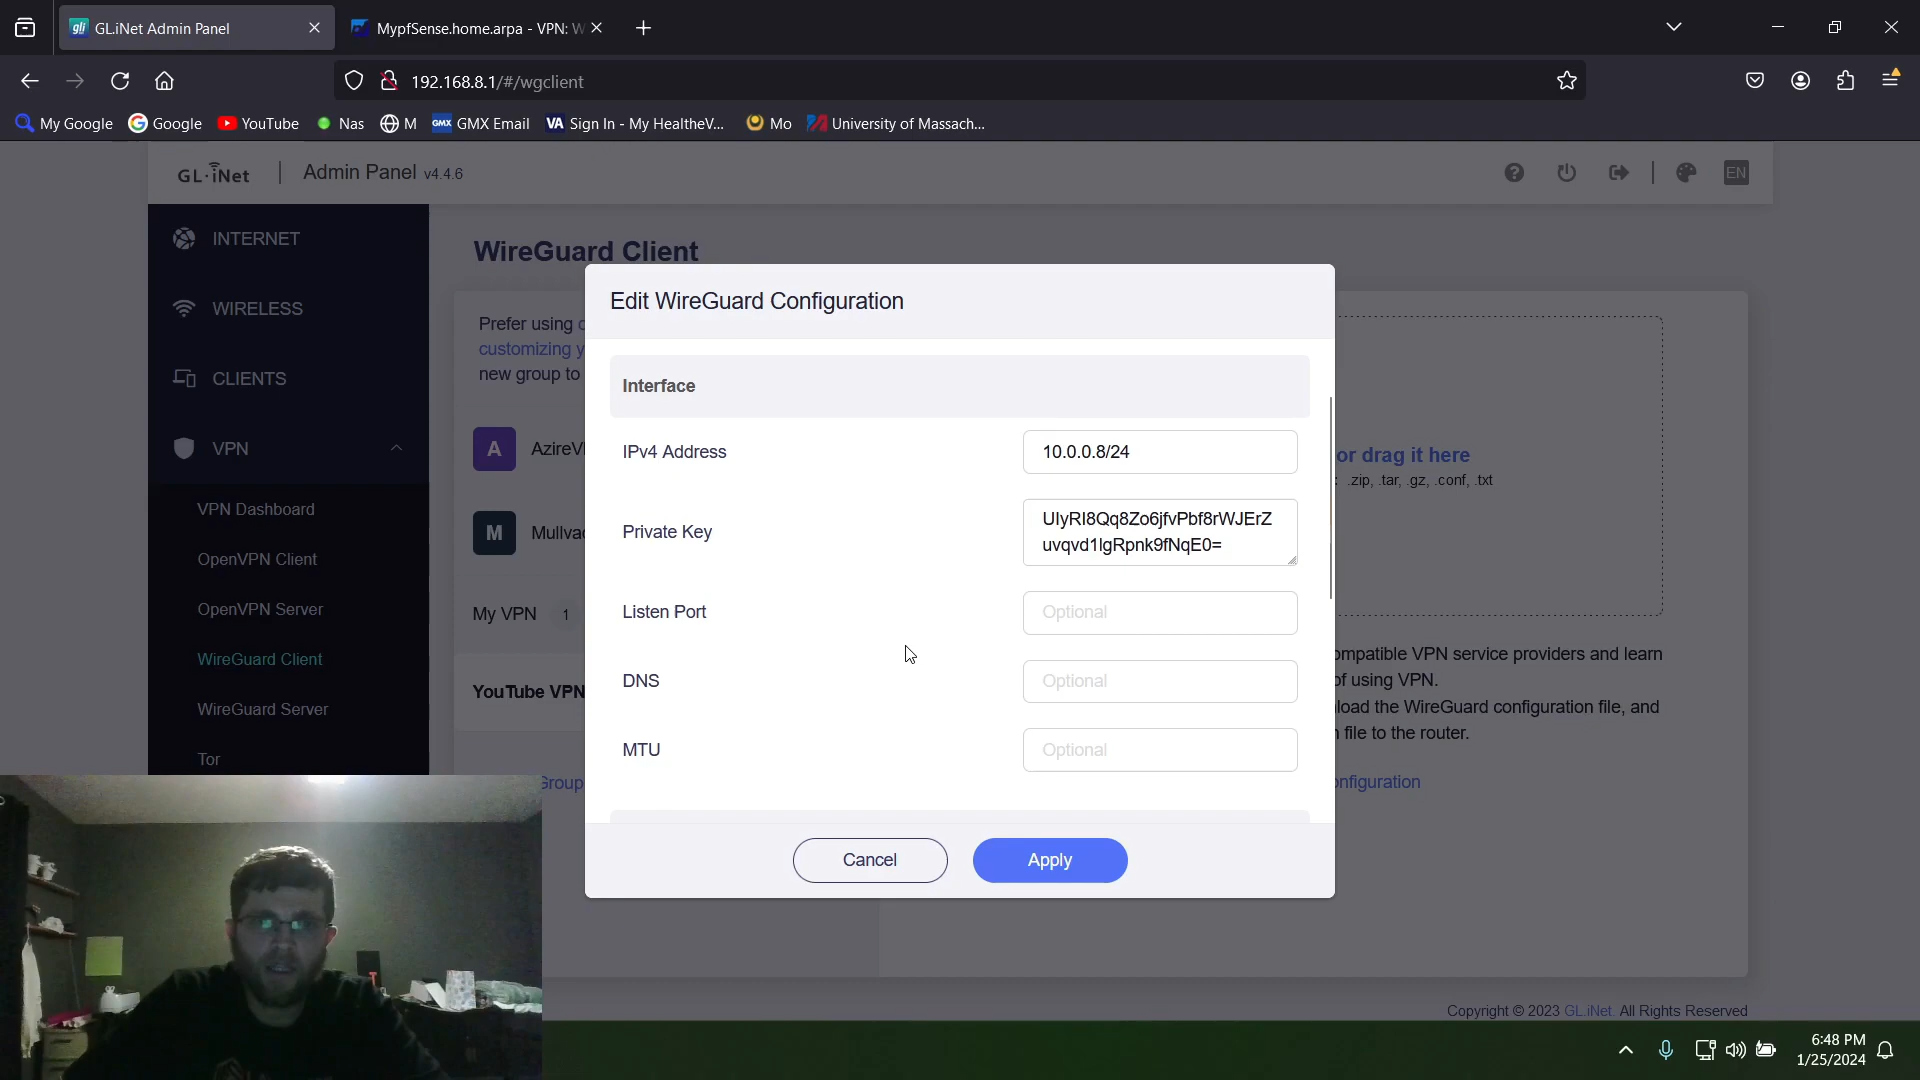 GL.iNet Admin Panel
MypfSense.home.arpa - VPN: W
192.168.8.1/#/wgclient
My Google
Google
YouTube
Nas
M
GMX Email
VA Sign In - My HealtheV...
Mo
University of Massach...
GL·iNet
Admin Panel v4.4.6
EN
INTERNET
WIRELESS
CLIENTS
VPN
VPN Dashboard
OpenVPN Client
OpenVPN Server
WireGuard Client
WireGuard Server
Tor
WireGuard Client
Prefer using
customizing
new group to
A
M
My VPN 1
YouTube VPN
Edit WireGuard Configuration
Interface
IPv4 Address
10.0.0.8/24
Private Key
UIyRI8Qq8Zo6jfvPbf8rWJErZ
uvqvd1lgRpnk9fNqE0=
Listen Port
Optional
DNS
Optional
MTU
Optional
Cancel
Apply
or drag it here
.zip, .tar, .gz, .conf, .txt
VPN service providers and learn
of using VPN.
the WireGuard configuration file, and
file to the router.
Copyright © 2023 GL.iNet. All Rights Reserved
6:48 PM
1/25/2024